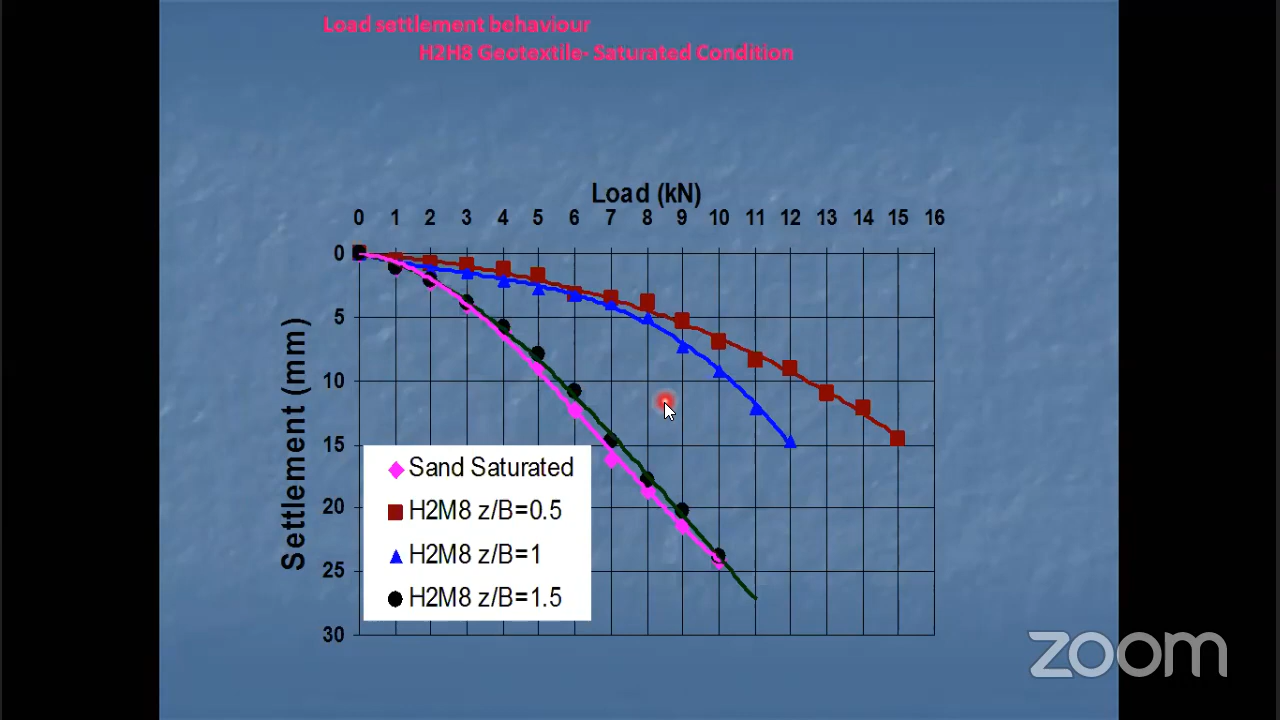 Load settlement behaviour
H2H8 Geotextile- Saturated Condition
Load (kN)
0 1 2 3 4 5 6 7 8 9 10 11 12 13 14 15 16
Settlement (mm)
0
5
10
15
20
25
30
Sand Saturated
H2M8 z/B=0.5
H2M8 z/B=1
H2M8 z/B=1.5
zoom